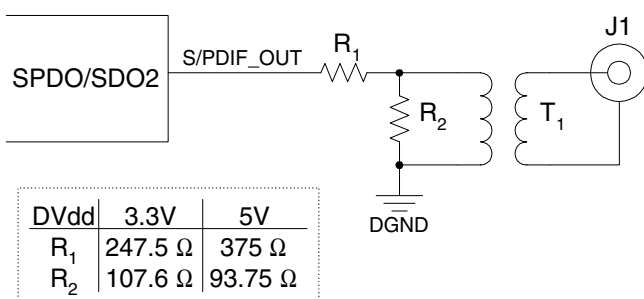 J1
S/PDIF_OUT
R1
SPDO/SDO2
R2
T1
DGND
DVdd 3.3V 5V
R1 247.5 Ω 375 Ω
R2 107.6 Ω 93.75 Ω